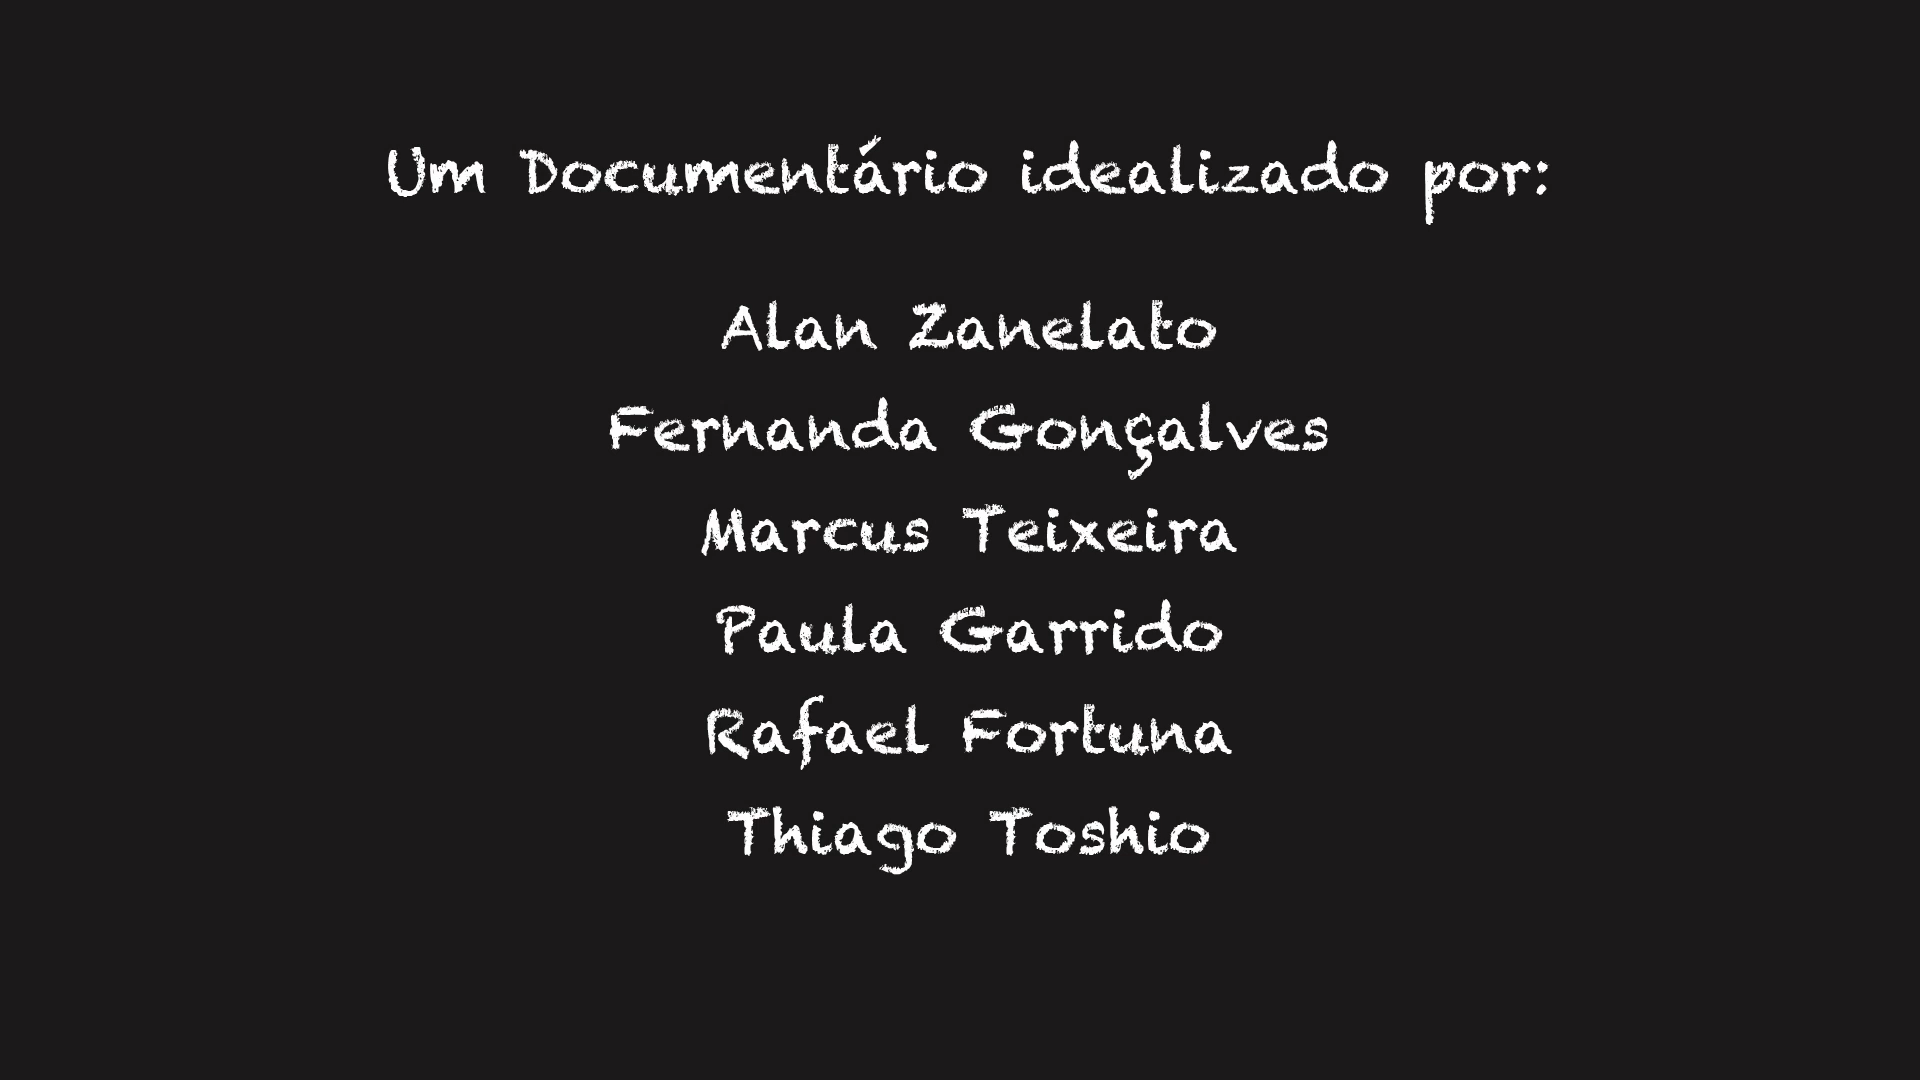 Um Documentário idealizado por:
Alan Zanelato
Fernanda Gonçalves
Marcus Teixeira
Paula Garrido
Rafael Fortuna
Thiago Toshio